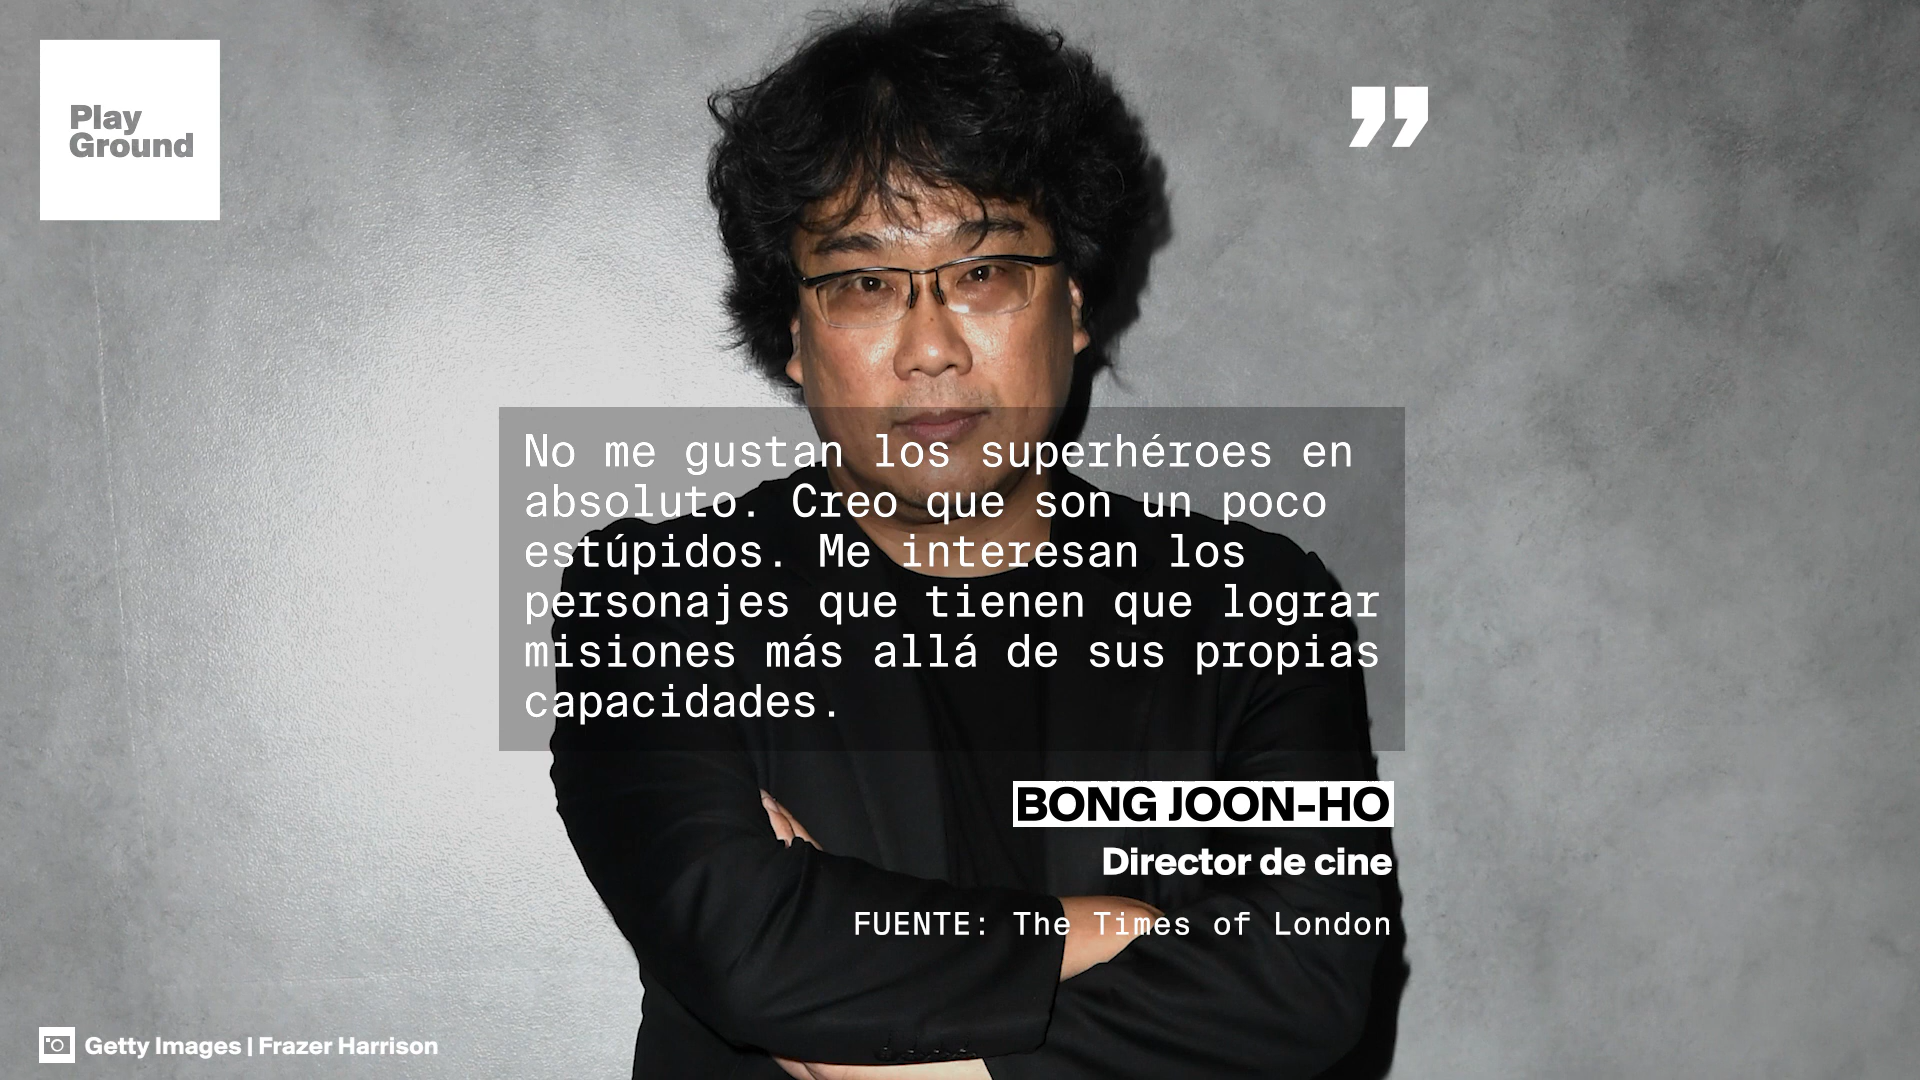 Play
Ground
”
No me gustan los superhéroes en
absoluto. Creo que son un poco
estúpidos. Me interesan los
personajes que tienen que lograr
misiones más allá de sus propias
capacidades.
BONG JOON-HO
Director de cine
FUENTE: The Times of London
Getty Images | Frazer Harrison